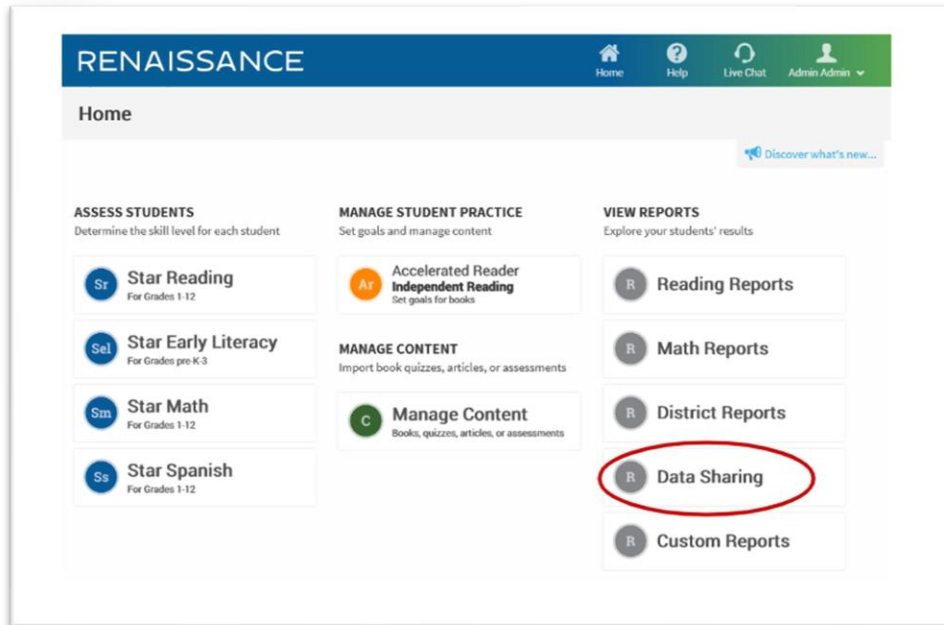 RENAISSANCE
Home
Help
Live Chat
Admin Admin
Home
Discover what's new...
ASSESS STUDENTS
Determine the skill level for each student
Sr
Star Reading
For Grades 1-12
Sel
Star Early Literacy
For Grades pre-K-3
Sm
Star Math
For Grades 1-12
Ss
Star Spanish
For Grades 1-12
MANAGE STUDENT PRACTICE
Set goals and manage content
Ar
Accelerated Reader
Independent Reading
Set goals for books
MANAGE CONTENT
Import book quizzes, articles, or assessments
C
Manage Content
Books, quizzes, articles, or assessments
VIEW REPORTS
Explore your students' results
R
Reading Reports
R
Math Reports
R
District Reports
R
Data Sharing
R
Custom Reports